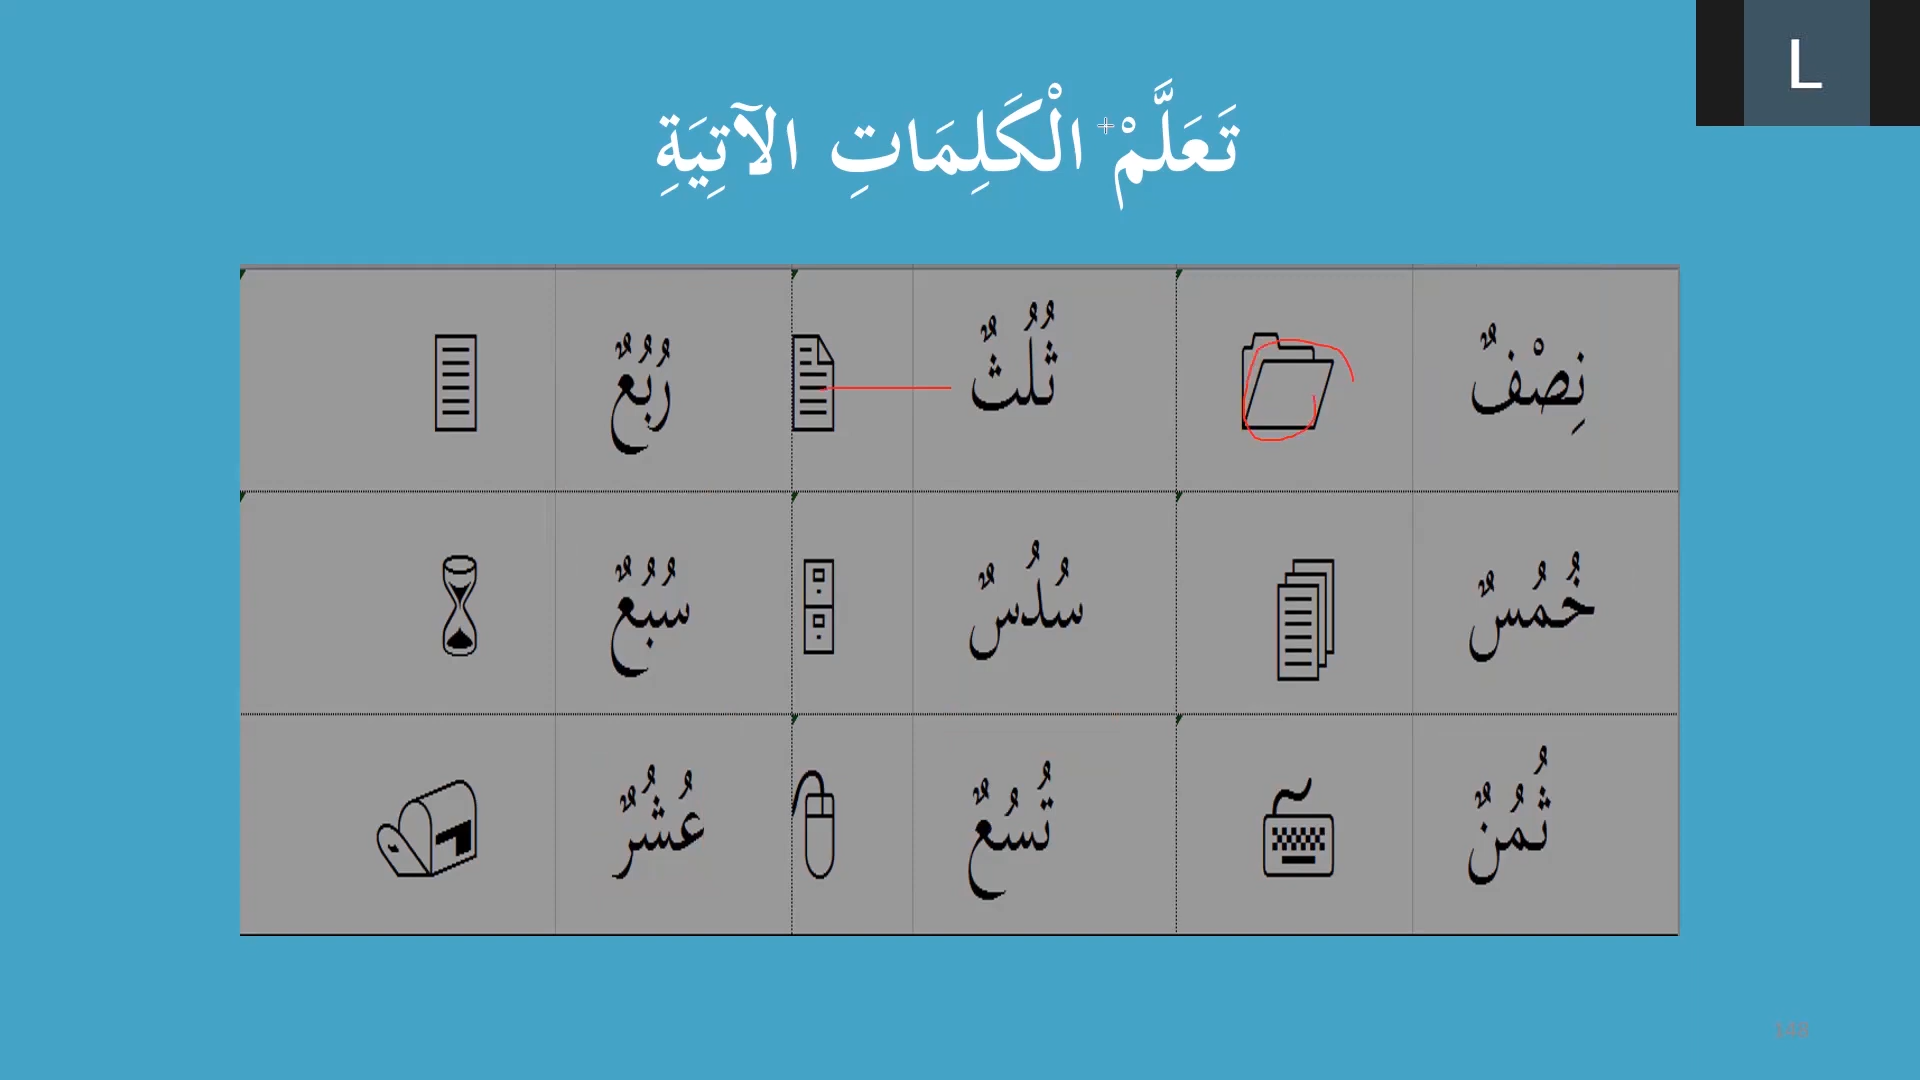 L
تَعَلَّمْ الْكَلِمَاتِ الآتِيَةِ
نِصْفٌ ثُلُثٌ رُبُعٌ
خُمُسٌ سُدُسٌ سُبُعٌ
ثُمُنٌ تُسُعٌ عُشُرٌ